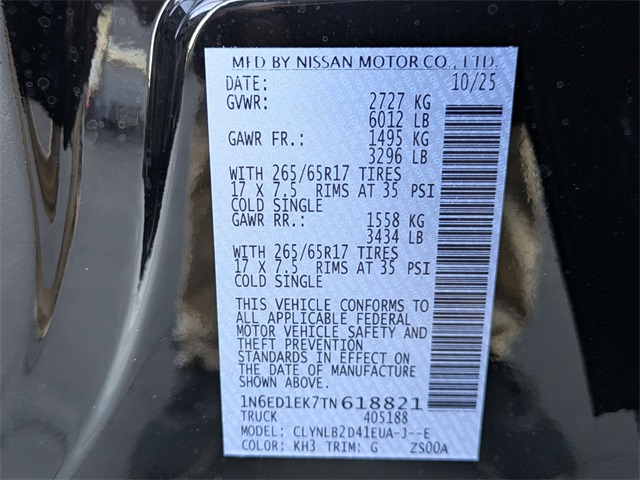 MFD BY NISSAN MOTOR CO., LTD.
DATE: 10/25
GVWR: 2727 KG
6012 LB
GAWR FR.: 1495 KG
3296 LB
WITH 265/65R17 TIRES
17 X 7.5 RIMS AT 35 PSI
COLD SINGLE
GAWR RR.: 1558 KG
3434 LB
WITH 265/65R17 TIRES
17 X 7.5 RIMS AT 35 PSI
COLD SINGLE
THIS VEHICLE CONFORMS TO
ALL APPLICABLE FEDERAL
MOTOR VEHICLE SAFETY AND
THEFT PREVENTION
STANDARDS IN EFFECT ON
THE DATE OF MANUFACTURE
SHOWN ABOVE.
1N6ED1EK7TN618821
TRUCK 405188
MODEL: CLYNLB2D41EUA-J--E
COLOR: KH3 TRIM: G ZS00A